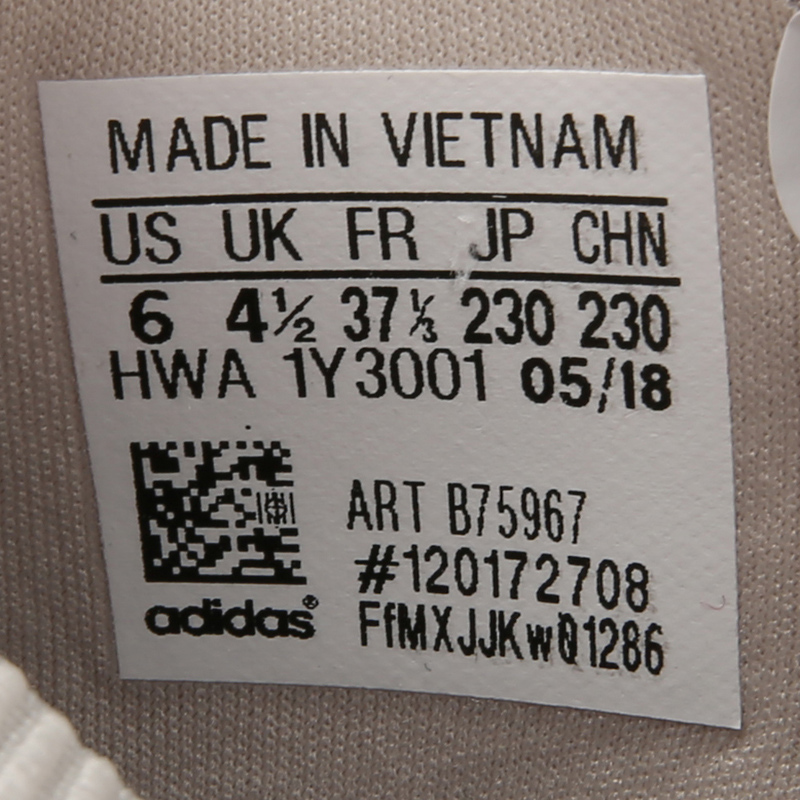 MADE IN VIETNAM
US UK FR JP CHN
6 4½ 37⅓ 230 230
HWA 1Y3001 05/18
ART B75967
#120172708
adidas®